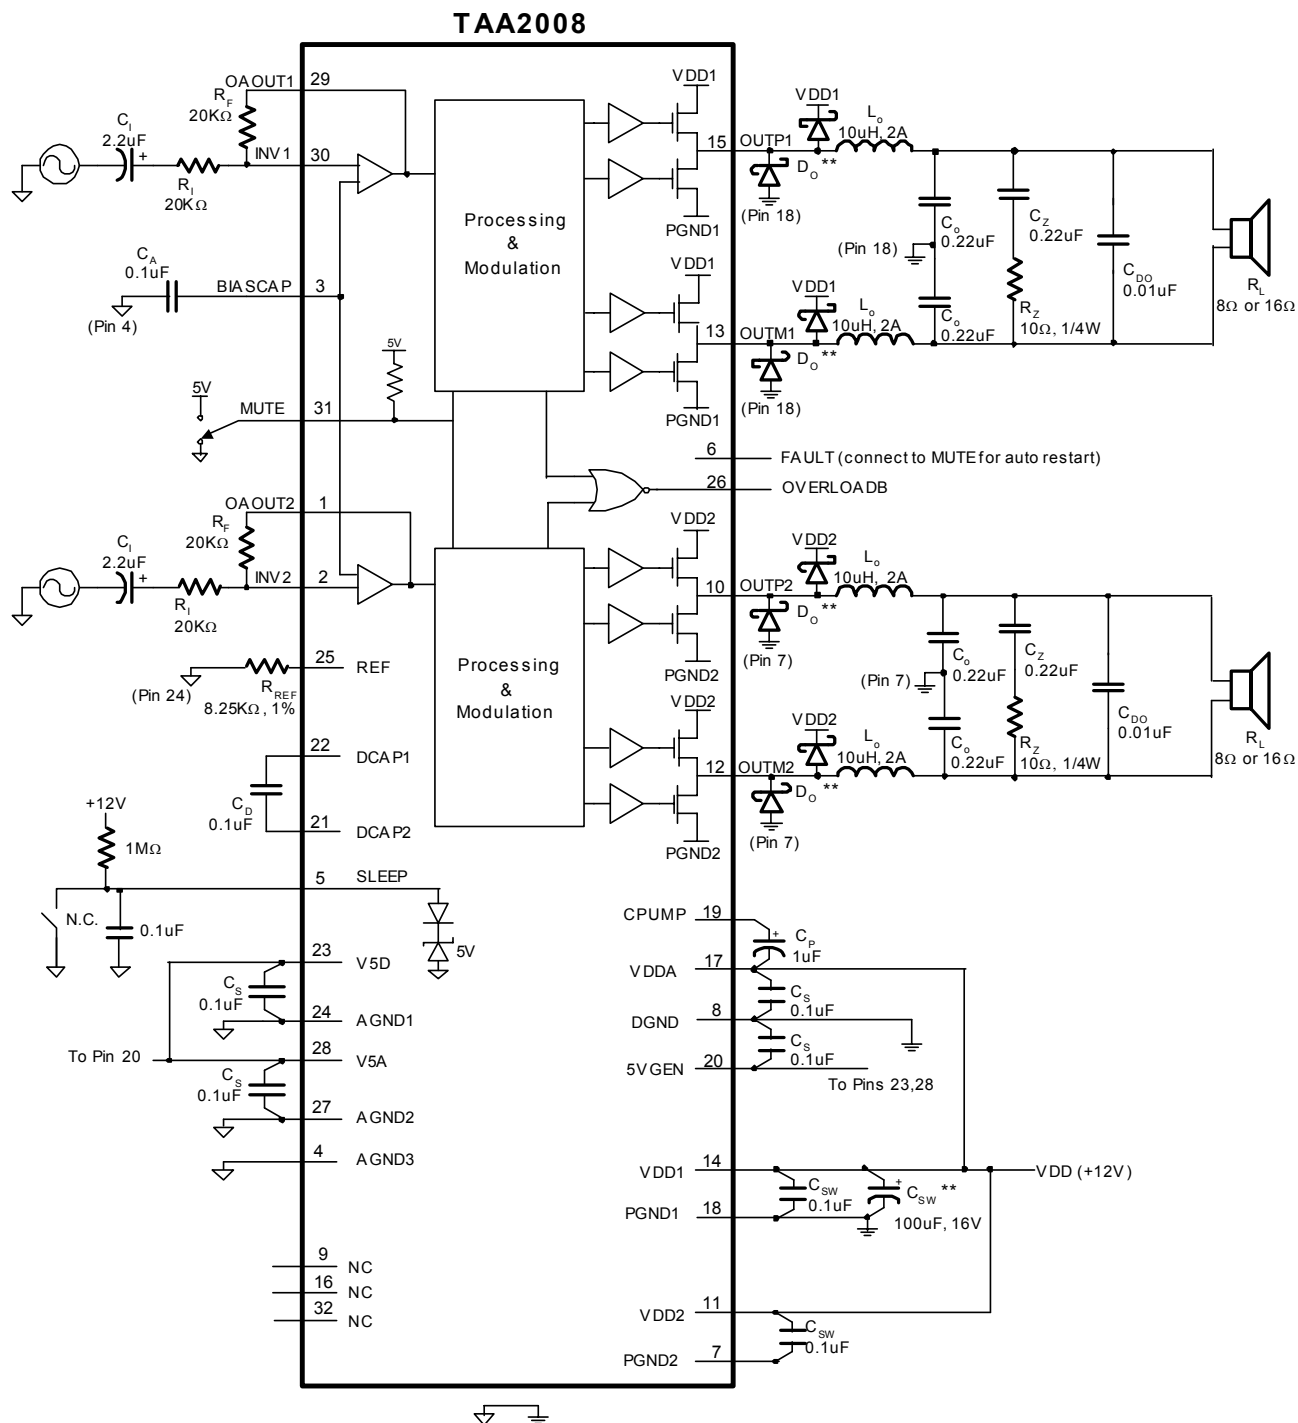 TAA2008
OAOUT1 29
R_F
20KΩ
C_I
2.2uF
+
INV1 30
R_I
20KΩ
C_A
0.1uF
BIASCAP 3
(Pin 4)
5V
MUTE 31
5V
Processing
&
Modulation
VDD1
15 OUTP1
PGND1
VDD1
13 OUTM1
PGND1
VDD1
L_o
10uH, 2A
D_O **
(Pin 18)
VDD1
L_o
10uH, 2A
D_O **
(Pin 18)
C_o
0.22uF
(Pin 18)
C_o
0.22uF
C_Z
0.22uF
R_Z
10Ω, 1/4W
C_DO
0.01uF
R_L
8Ω or 16Ω
6 FAULT (connect to MUTE for auto restart)
26 OVERLOADB
OAOUT2 1
R_F
20KΩ
C_I
2.2uF
+
INV2 2
R_I
20KΩ
25 REF
(Pin 24)
R_REF
8.25KΩ, 1%
22 DCAP1
C_D
0.1uF
21 DCAP2
Processing
&
Modulation
VDD2
10 OUTP2
PGND2
VDD2
12 OUTM2
PGND2
VDD2
L_o
10uH, 2A
D_O **
(Pin 7)
VDD2
L_o
10uH, 2A
D_O **
(Pin 7)
C_o
0.22uF
(Pin 7)
C_o
0.22uF
C_Z
0.22uF
R_Z
10Ω, 1/4W
C_DO
0.01uF
R_L
8Ω or 16Ω
+12V
1MΩ
5 SLEEP
N.C.
0.1uF
5V
23 V5D
C_S
0.1uF
24 AGND1
To Pin 20
28 V5A
C_S
0.1uF
27 AGND2
4 AGND3
9 NC
16 NC
32 NC
CPUMP 19
+
C_P
1uF
VDDA 17
C_S
0.1uF
DGND 8
C_S
0.1uF
5VGEN 20
To Pins 23,28
VDD1 14
VDD (+12V)
C_SW
0.1uF
+
C_SW **
100uF, 16V
PGND1 18
VDD2 11
C_SW
0.1uF
PGND2 7